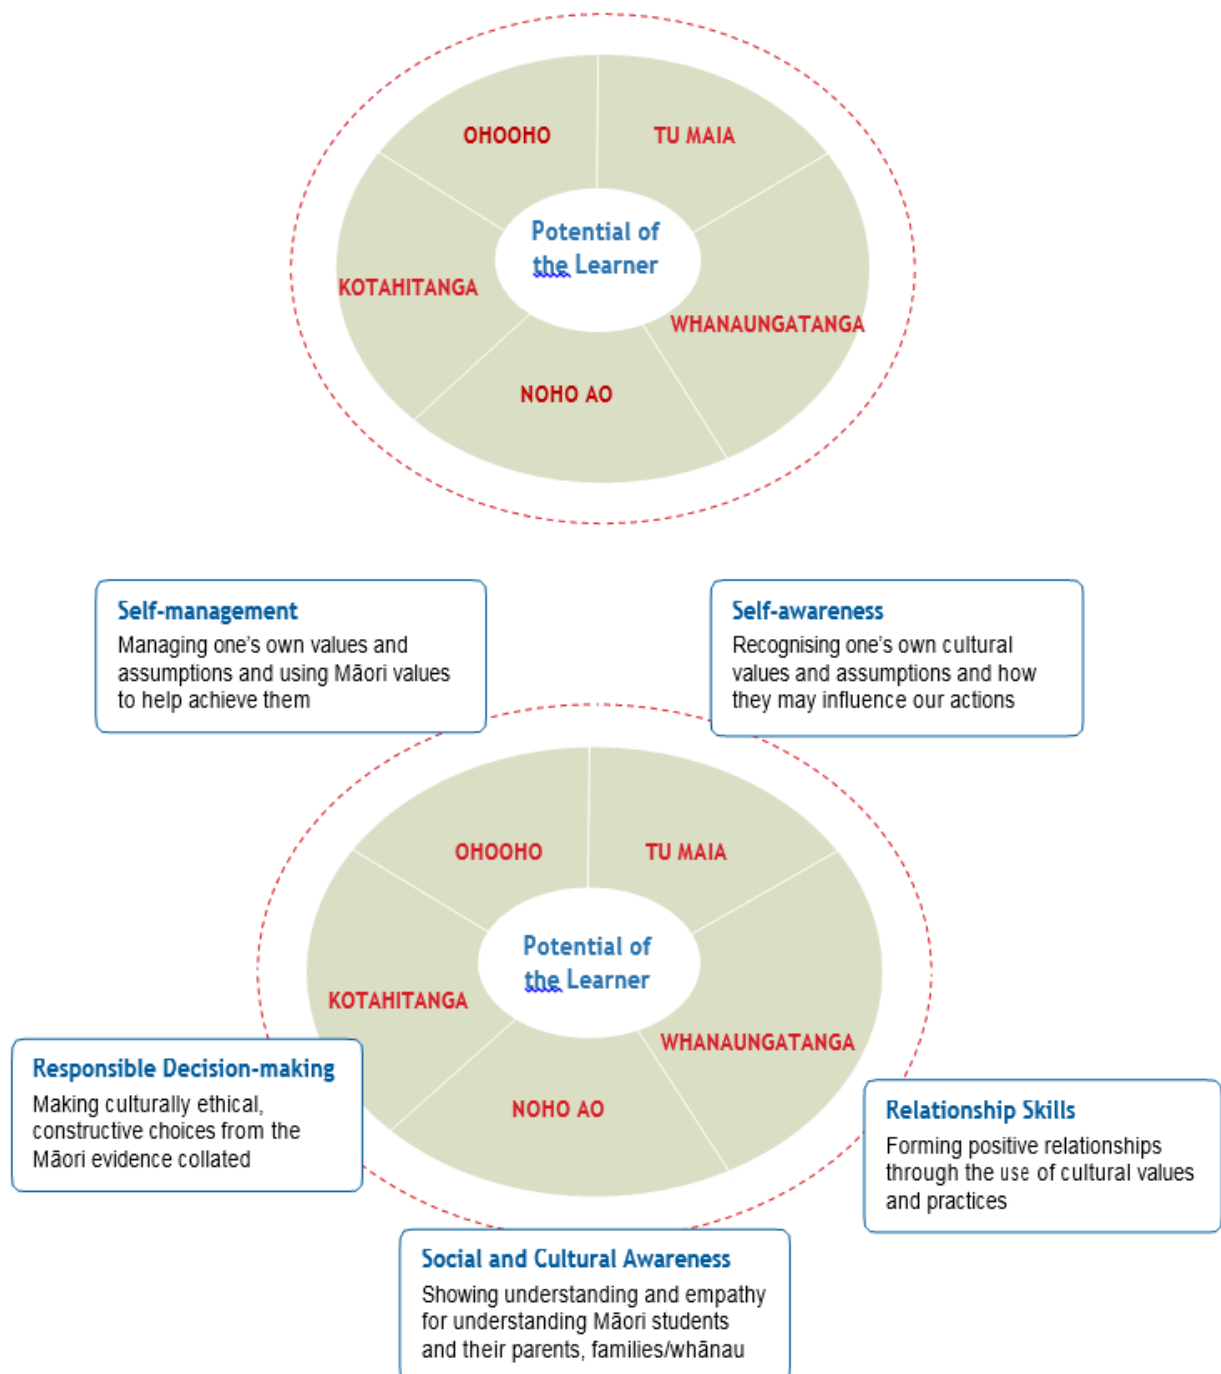 OHOOHO
TU MAIA
Potential of
the Learner
KOTAHITANGA
WHANAUNGATANGA
NOHO AO
Self-management
Managing one's own values and
assumptions and using Māori values
to help achieve them
Self-awareness
Recognising one's own cultural
values and assumptions and how
they may influence our actions
OHOOHO
TU MAIA
Potential of
the Learner
KOTAHITANGA
WHANAUNGATANGA
NOHO AO
Responsible Decision-making
Making culturally ethical,
constructive choices from the
Māori evidence collated
Relationship Skills
Forming positive relationships
through the use of cultural values
and practices
Social and Cultural Awareness
Showing understanding and empathy
for understanding Māori students
and their parents, families/whānau